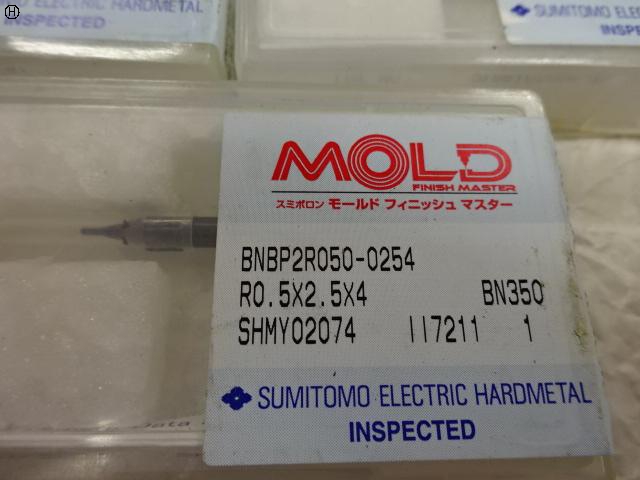 H
SUMITOMO ELECTRIC HARDMETAL
INSPECTED
SUMITOMO ELECTRIC
INSPEC
MOLD
FINISH MASTER
スミボロン モールド フィニッシュ マスター
BNBP2R050-0254
R0.5X2.5X4 BN350
SHMY02074 117211 1
SUMITOMO ELECTRIC HARDMETAL
INSPECTED
Data